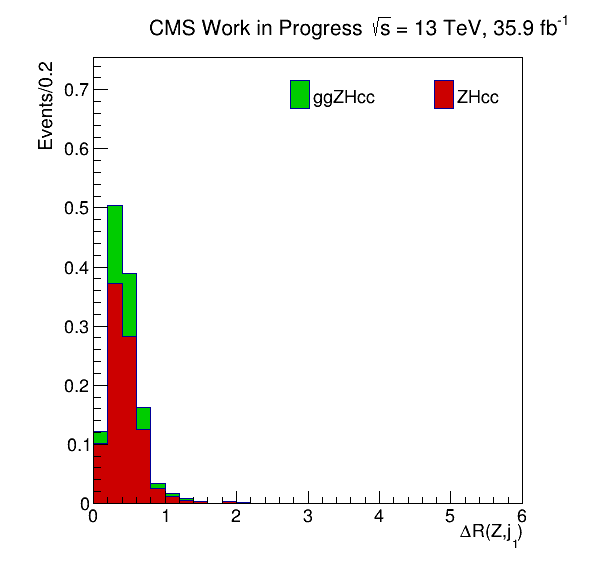 CMS Work in Progress √s = 13 TeV, 35.9 fb⁻¹
Events/0.2
ggZHcc ZHcc
0.7
0.6
0.5
0.4
0.3
0.2
0.1
0
0 1 2 3 4 5 6
ΔR(Z,j₁)